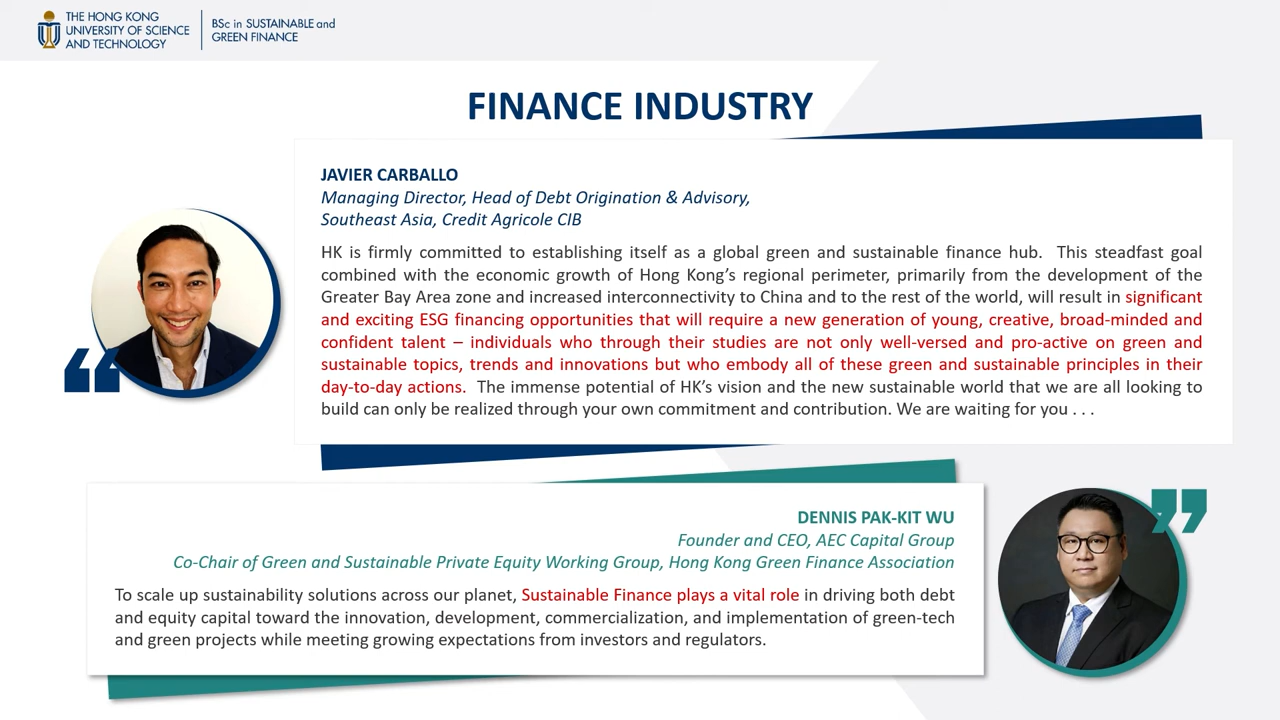 THE HONG KONG
UNIVERSITY OF SCIENCE
AND TECHNOLOGY
BSc in SUSTAINABLE and
GREEN FINANCE
FINANCE INDUSTRY
JAVIER CARBALLO
Managing Director, Head of Debt Origination & Advisory,
Southeast Asia, Credit Agricole CIB
HK is firmly committed to establishing itself as a global green and sustainable finance hub. This steadfast goal
combined with the economic growth of Hong Kong’s regional perimeter, primarily from the development of the
Greater Bay Area zone and increased interconnectivity to China and to the rest of the world, will result in significant
and exciting ESG financing opportunities that will require a new generation of young, creative, broad-minded and
confident talent – individuals who through their studies are not only well-versed and pro-active on green and
sustainable topics, trends and innovations but who embody all of these green and sustainable principles in their
day-to-day actions. The immense potential of HK’s vision and the new sustainable world that we are all looking to
build can only be realized through your own commitment and contribution. We are waiting for you . . .
DENNIS PAK-KIT WU
Founder and CEO, AEC Capital Group
Co-Chair of Green and Sustainable Private Equity Working Group, Hong Kong Green Finance Association
To scale up sustainability solutions across our planet, Sustainable Finance plays a vital role in driving both debt
and equity capital toward the innovation, development, commercialization, and implementation of green-tech
and green projects while meeting growing expectations from investors and regulators.